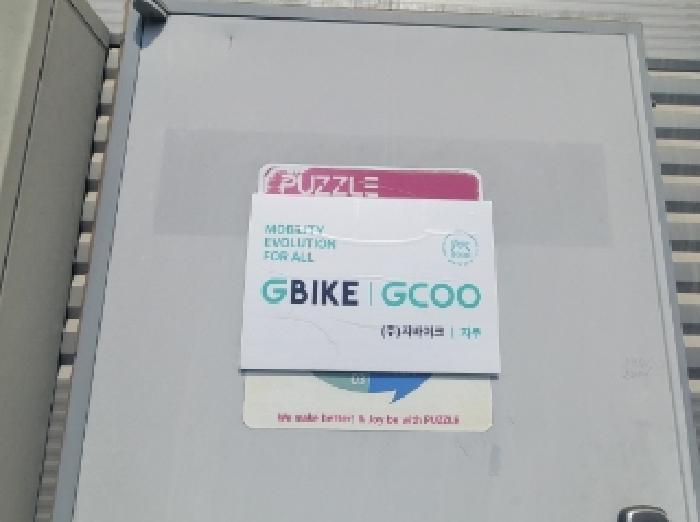 PUZZLE
MOBILITY
EVOLUTION
FOR ALL
GBIKE | GCOO
(주)지바이크 | 지쿠
03
We make better! & Joy be with PUZZLE